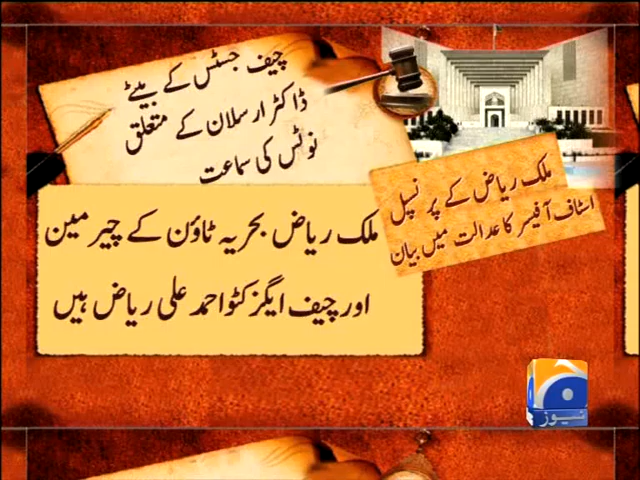 چیف جسٹس کے بیٹے
ڈاکٹر ارسلان کے متعلق
نوٹس کی سماعت
ملک ریاض کے پرنسپل
اسٹاف آفیسر کا عدالت میں بیان
ملک ریاض بحریہ ٹاؤن کے چیرمین
اور چیف ایگزکٹو احمد علی ریاض ہیں
نیوز